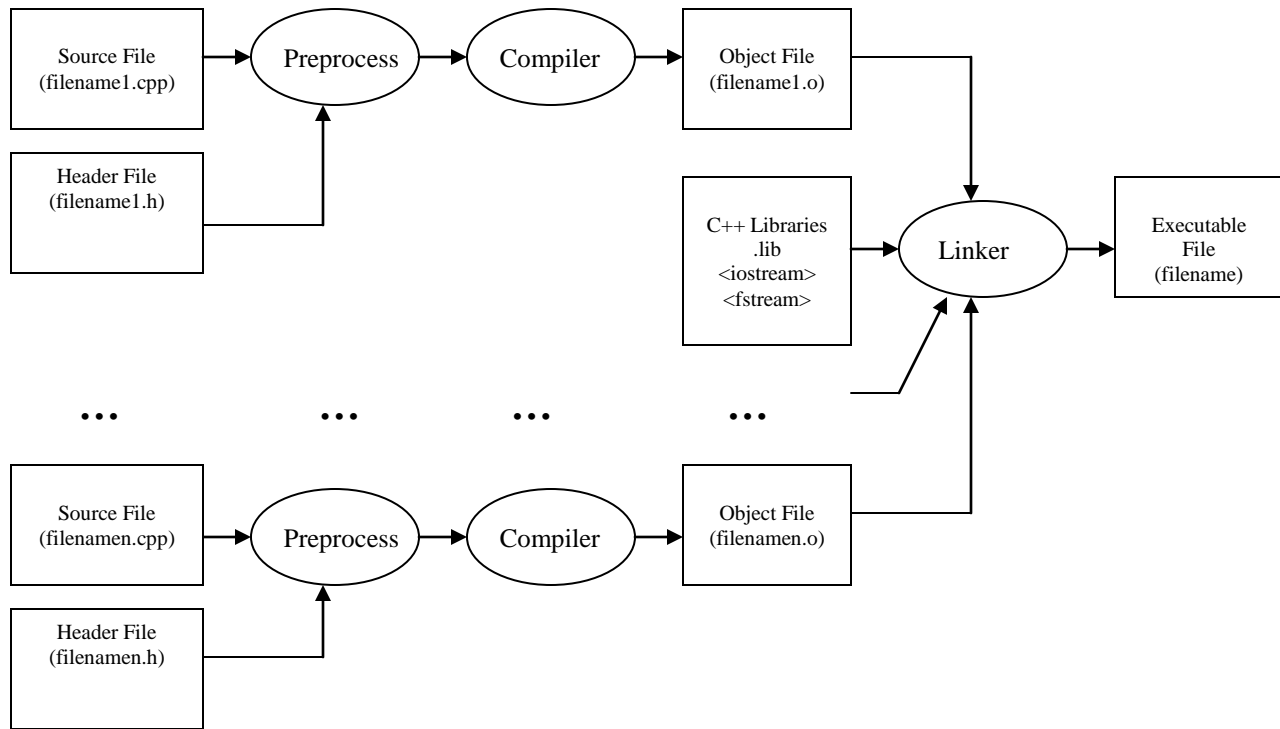 Source File
(filename1.cpp)
Preprocess
Compiler
Object File
(filename1.o)
Header File
(filename1.h)
C++ Libraries
.lib
<iostream>
<fstream>
Linker
Executable
File
(filename)
... ... ... ...
Source File
(filenamen.cpp)
Preprocess
Compiler
Object File
(filenamen.o)
Header File
(filenamen.h)